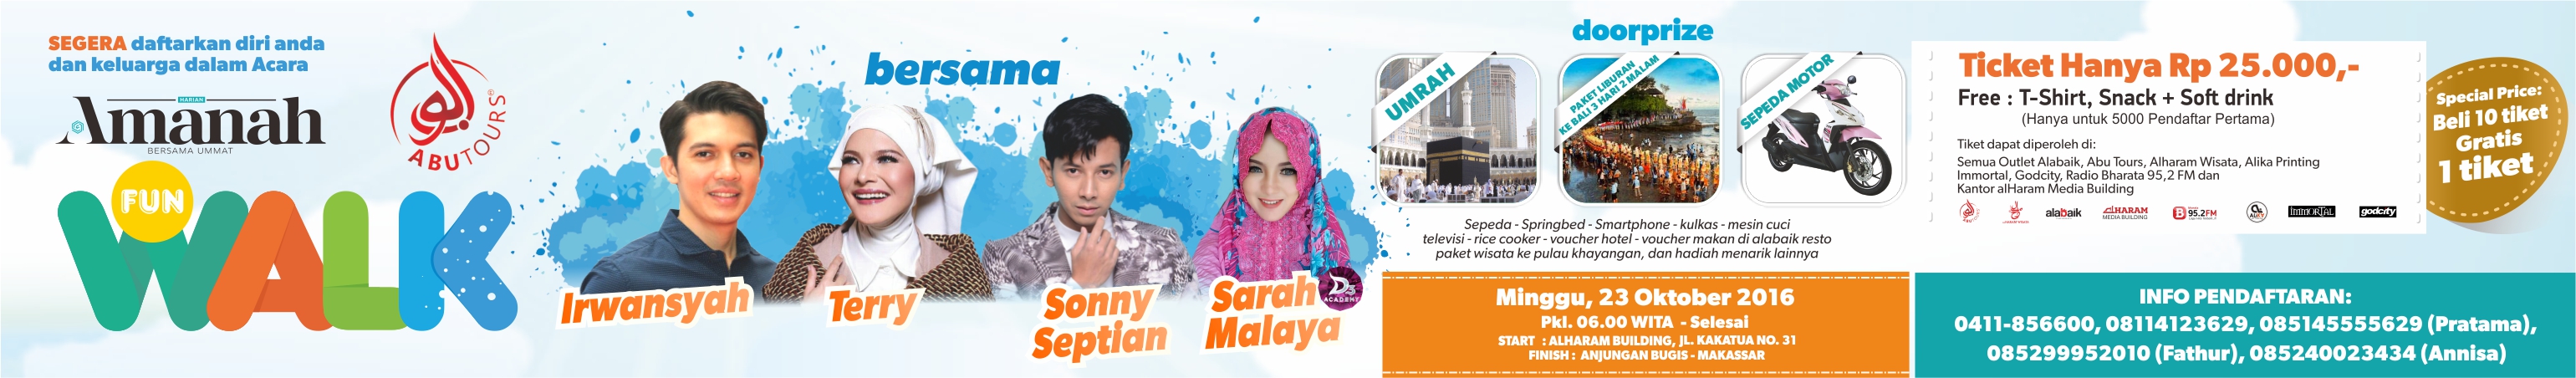 SEGERA daftarkan diri anda
dan keluarga dalam Acara
HARIAN
Amanah
BERSAMA UMMAT
ABUTOURS®
FUN
WALK
bersama
Irwansyah
Terry
Sonny
Septian
Sarah
Malaya
D3
ACADEMY
doorprize
UMRAH
PAKET LIBURAN
KE BALI 3 HARI 2 MALAM
SEPEDA MOTOR
Sepeda - Springbed - Smartphone - kulkas - mesin cuci
televisi - rice cooker - voucher hotel - voucher makan di alabaik resto
paket wisata ke pulau khayangan, dan hadiah menarik lainnya
Minggu, 23 Oktober 2016
Pkl. 06.00 WITA - Selesai
START : ALHARAM BUILDING, JL. KAKATUA NO. 31
FINISH : ANJUNGAN BUGIS - MAKASSAR
Ticket Hanya Rp 25.000,-
Free : T-Shirt, Snack + Soft drink
(Hanya untuk 5000 Pendaftar Pertama)
Tiket dapat diperoleh di:
Semua Outlet Alabaik, Abu Tours, Alharam Wisata, Alika Printing
Immortal, Godcity, Radio Bharata 95,2 FM dan
Kantor alHaram Media Building
alabaik
ALHARAM
MEDIA BUILDING
95.2FM
IMMORTAL
godcity
Special Price:
Beli 10 tiket
Gratis
1 tiket
INFO PENDAFTARAN:
0411-856600, 08114123629, 085145555629 (Pratama),
085299952010 (Fathur), 085240023434 (Annisa)